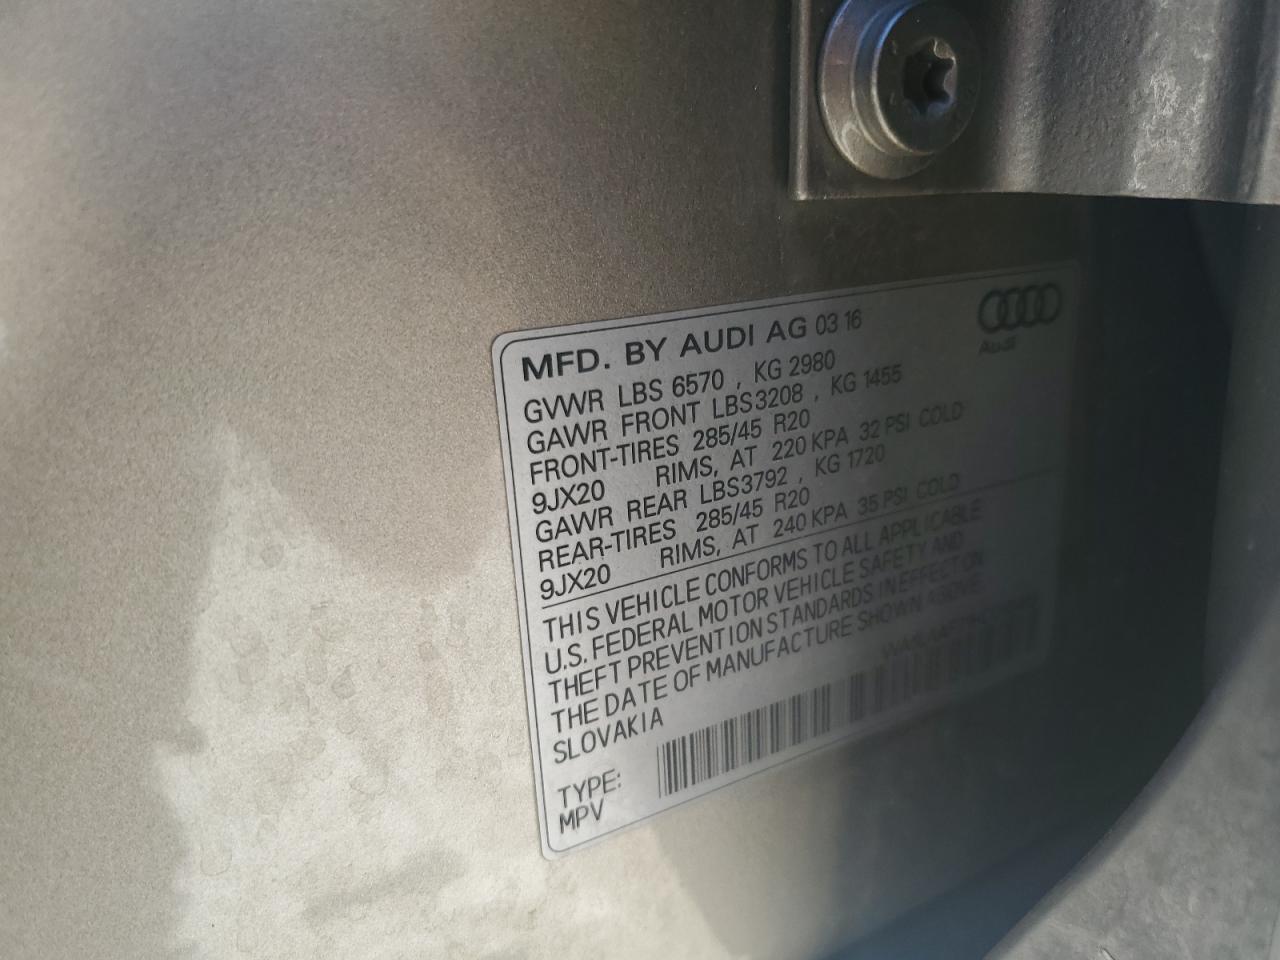 MFD. BY AUDI AG 03 16
Audi
GVWR LBS 6570 , KG 2980
GAWR FRONT LBS3208 , KG 1455
FRONT-TIRES 285/45 R20
9JX20 RIMS, AT 220 KPA 32 PSI COLD
GAWR REAR LBS3792 , KG 1720
REAR-TIRES 285/45 R20
9JX20 RIMS, AT 240 KPA 35 PSI COLD
THIS VEHICLE CONFORMS TO ALL APPLICABLE
U.S. FEDERAL MOTOR VEHICLE SAFETY AND
THEFT PREVENTION STANDARDS IN EFFECT ON
THE DATE OF MANUFACTURE SHOWN ABOVE.
SLOVAKIA
TYPE:
MPV